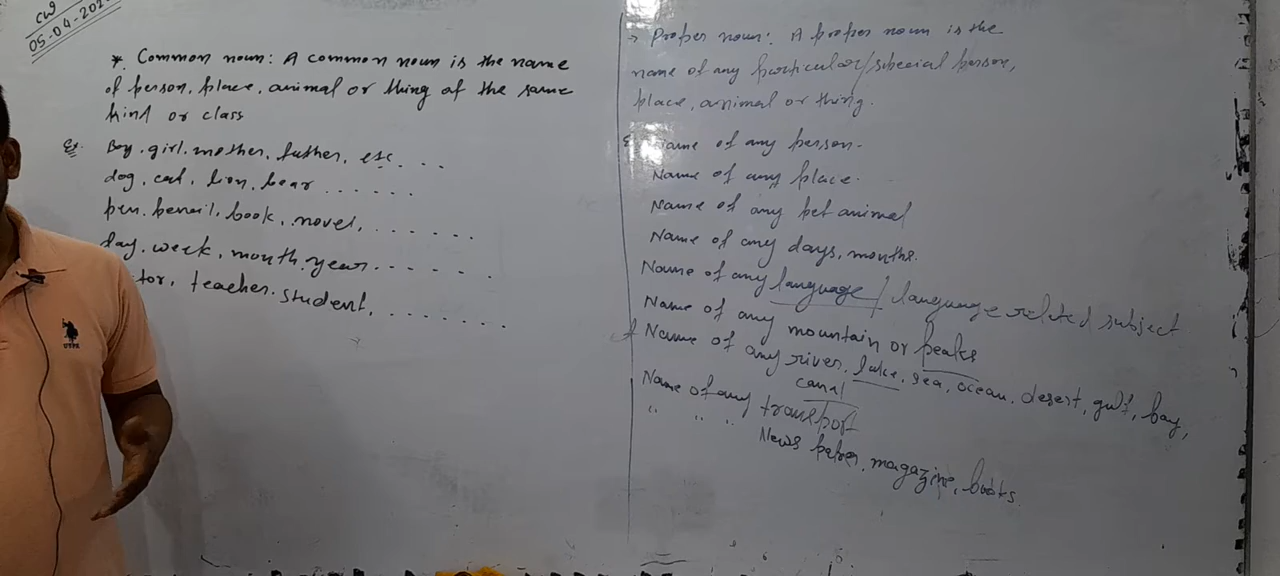 CW
05-04-202
* Common noun: A common noun is the name
of person, place, animal or thing of the same
kind or class
Ex. Boy, girl, mother, father, etc....
dog, cat, lion, bear ......
pen, pencil, book, novel, .......
day, week, month, year.......
tor, teacher, student, ........
UTPA
→ Proper noun: A proper noun is the
name of any particular/special person,
place, animal or thing.
Name of any person.
Name of any place.
Name of any pet animal
Name of any days, months.
Name of any language / language related subject
Name of any mountain or peaks
Name of any river, lake, sea, ocean, desert, gulf, bay,
canal
Name of any transport
" " " News paper, magazine, books.